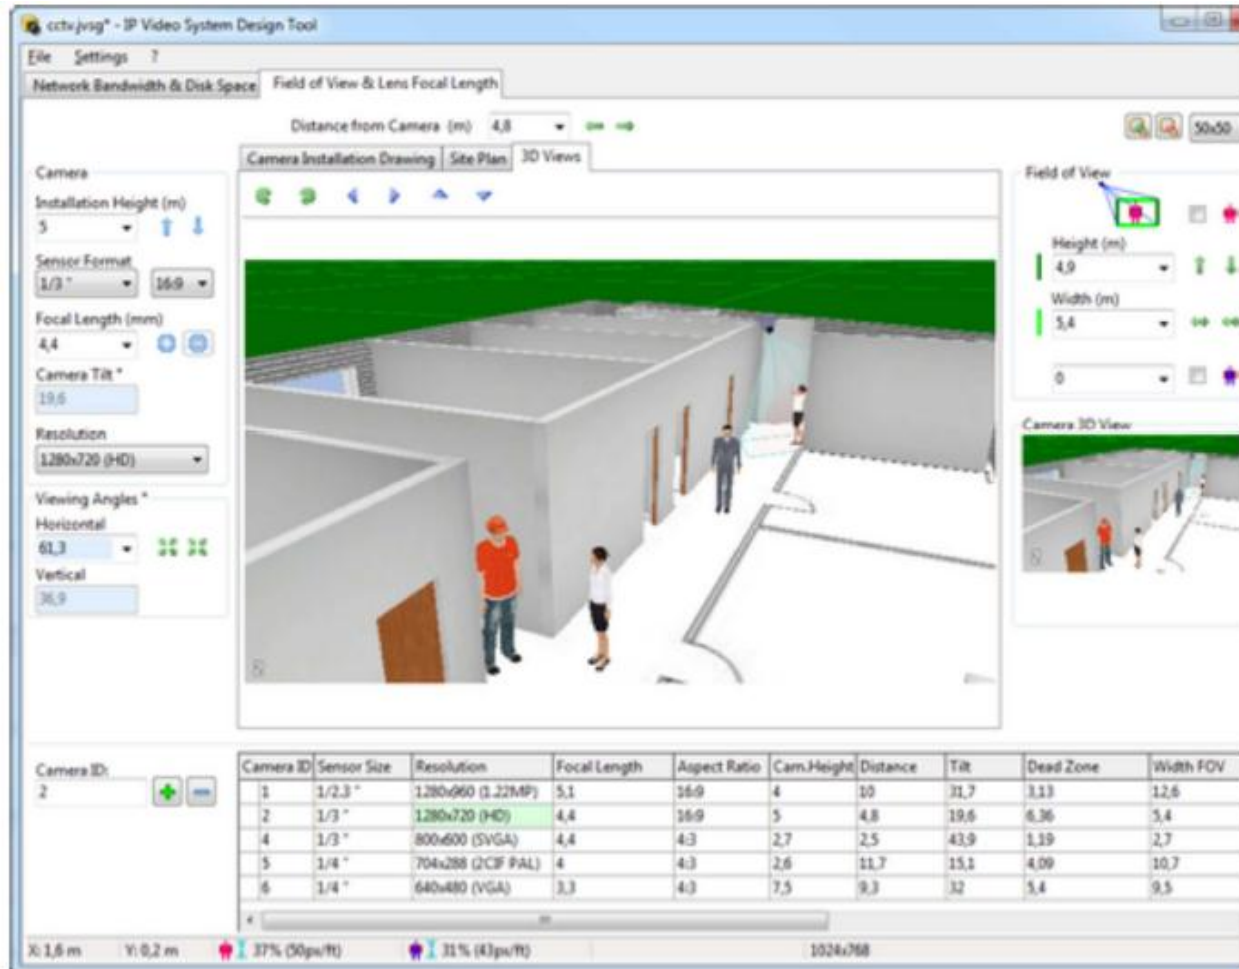 cctv.jvsg* - IP Video System Design Tool
File Settings ?
Network Bandwidth & Disk Space Field of View & Lens Focal Length
Distance from Camera (m) 4,8
50x50
Camera Installation Drawing Site Plan 3D Views
Camera
Installation Height (m)
5
Sensor Format
1/3 " 16:9
Focal Length (mm)
4,4
Camera Tilt °
19,6
Resolution
1280x720 (HD)
Viewing Angles °
Horizontal
61,3
Vertical
36,9
Field of View
Height (m)
4,9
Width (m)
5,4
0
Camera 3D View
Camera ID:
2
Camera ID Sensor Size Resolution Focal Length Aspect Ratio Cam.Height Distance Tilt Dead Zone Width FOV
1 1/2.3 " 1280x960 (1.22MP) 5,1 16:9 4 10 31,7 3,13 12,6
2 1/3 " 1280x720 (HD) 4,4 16:9 5 4,8 19,6 6,36 5,4
4 1/3 " 800x600 (SVGA) 4,4 4:3 2,7 2,5 43,9 1,19 2,7
5 1/4 " 704x288 (2CIF PAL) 4 4:3 2,6 11,7 15,1 4,09 10,7
6 1/4 " 640x480 (VGA) 3,3 4:3 7,5 9,3 32 5,4 9,5
X: 1,6 m Y: 0,2 m 37% (50px/ft) 31% (43px/ft) 1024x768